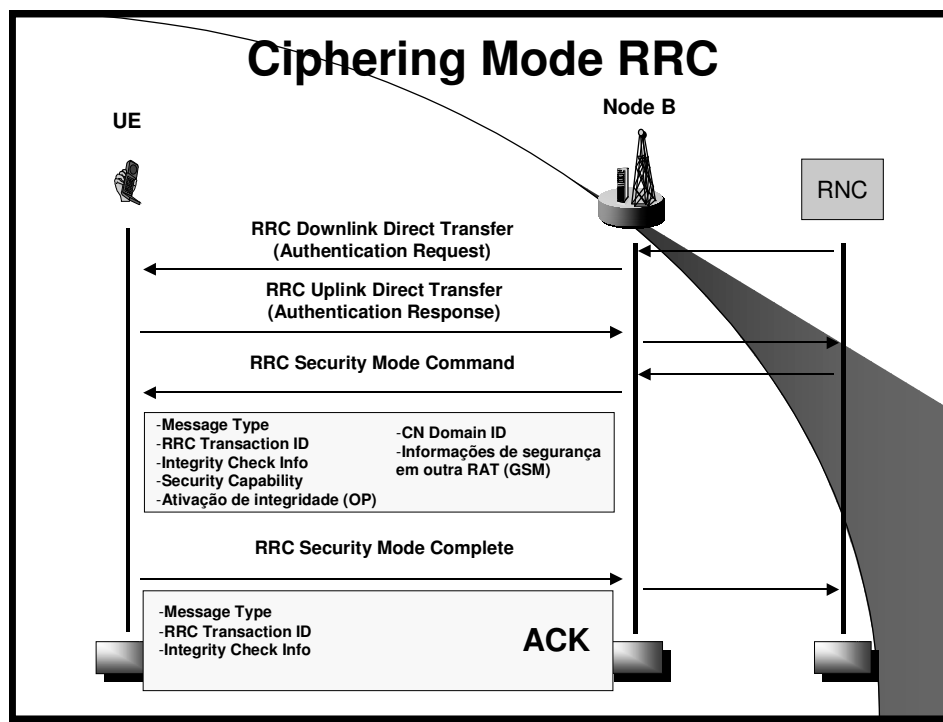 Ciphering Mode RRC
UE
Node B
RNC
RRC Downlink Direct Transfer
(Authentication Request)
RRC Uplink Direct Transfer
(Authentication Response)
RRC Security Mode Command
-Message Type
-RRC Transaction ID
-Integrity Check Info
-Security Capability
-Ativação de integridade (OP)
-CN Domain ID
-Informações de segurança
em outra RAT (GSM)
RRC Security Mode Complete
-Message Type
-RRC Transaction ID
-Integrity Check Info
ACK